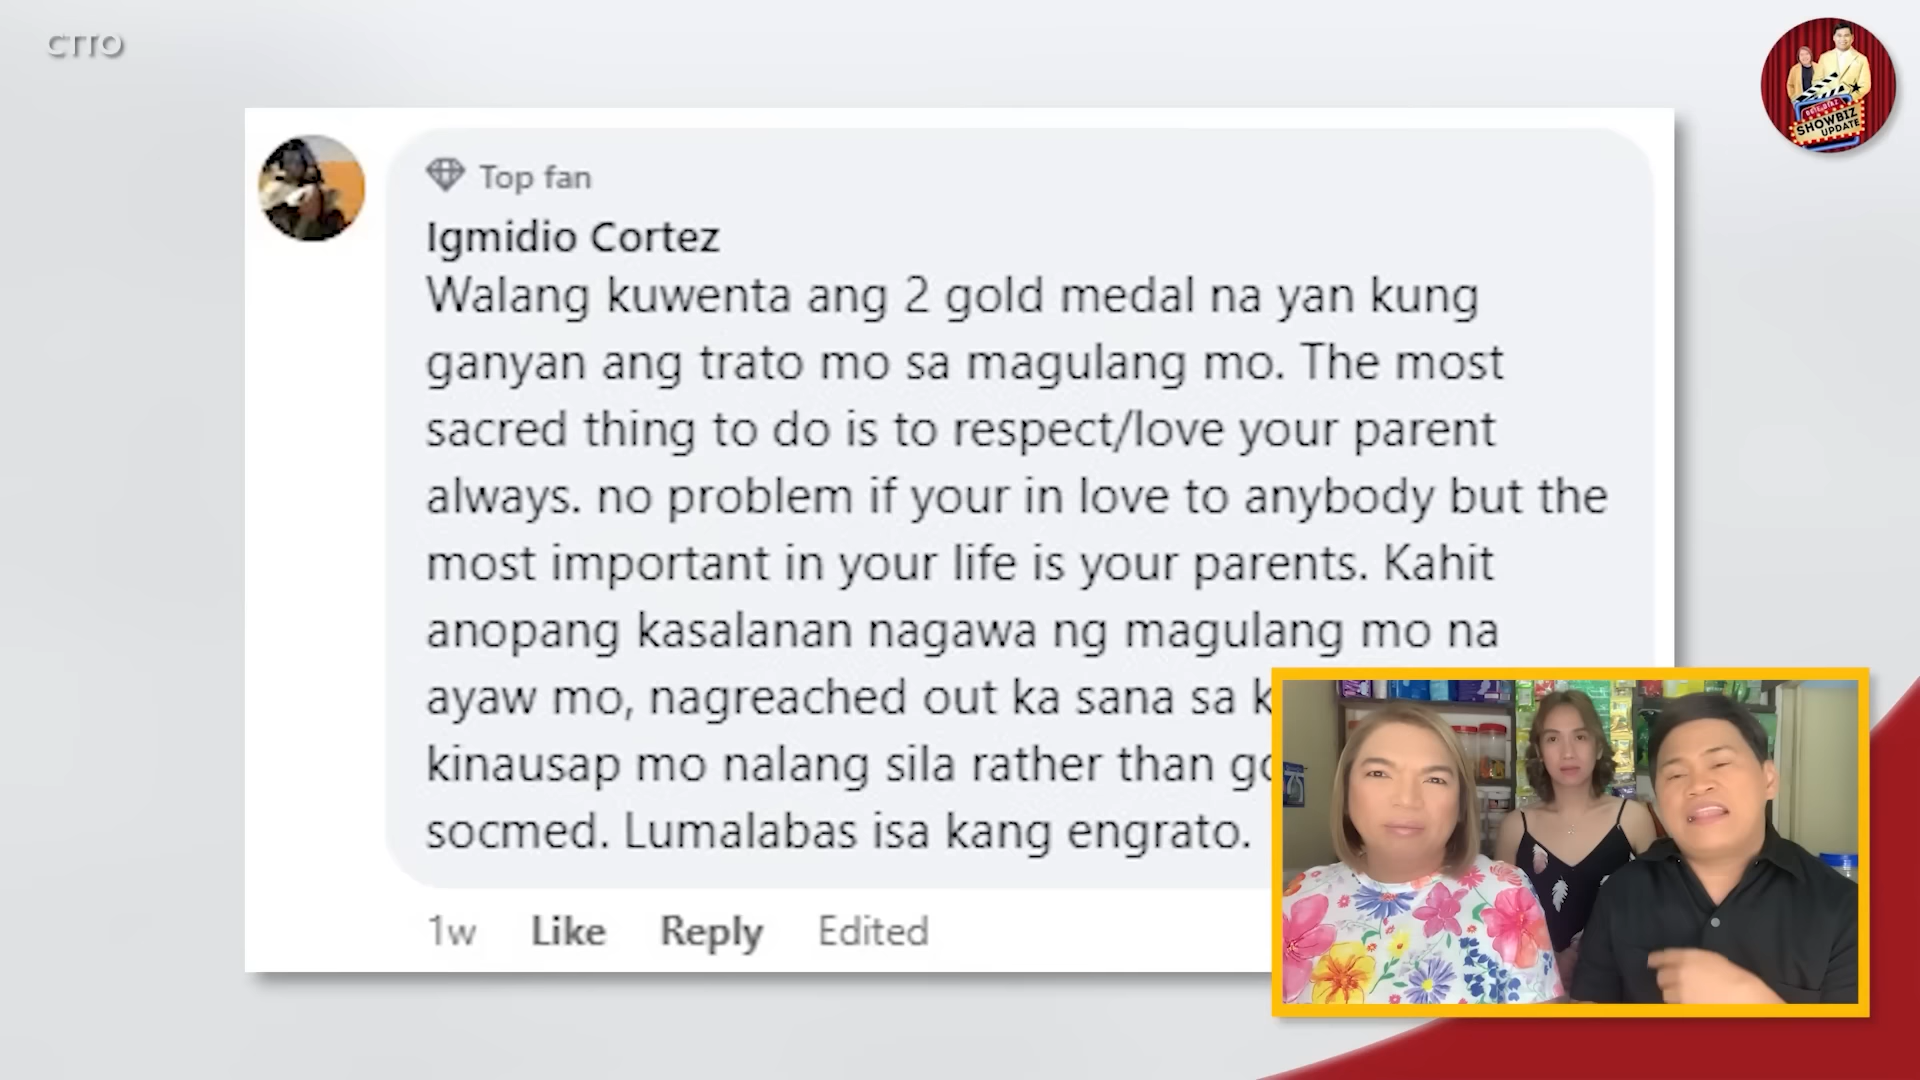 CTTO
SHOWBIZ
UPDATE
Top fan
Igmidio Cortez
Walang kuwenta ang 2 gold medal na yan kung
ganyan ang trato mo sa magulang mo. The most
sacred thing to do is to respect/love your parent
always. no problem if your in love to anybody but the
most important in your life is your parents. Kahit
anopang kasalanan nagawa ng magulang mo na
ayaw mo, nagreached out ka sana sa
kinausap mo nalang sila rather than
socmed. Lumalabas isa kang engrato.
1w Like Reply Edited